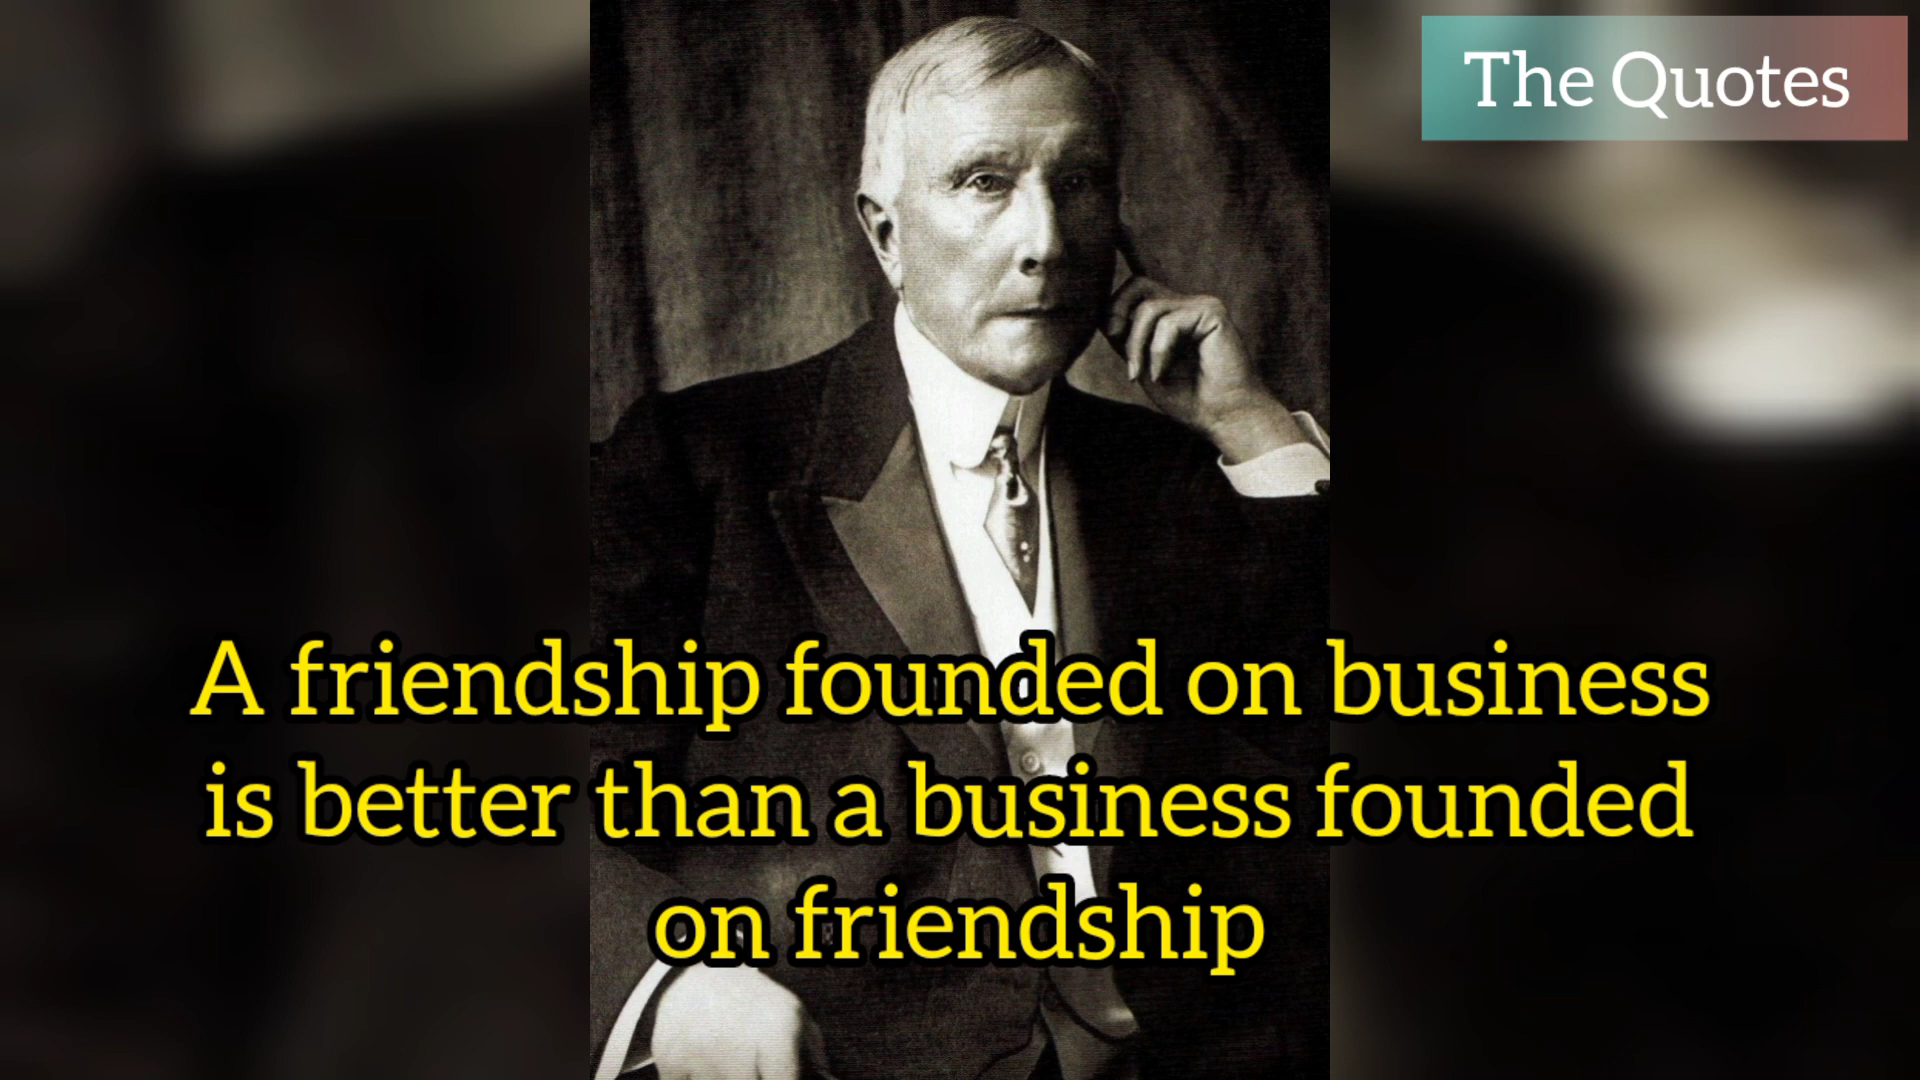 The Quotes
A friendship founded on business
is better than a business founded
on friendship